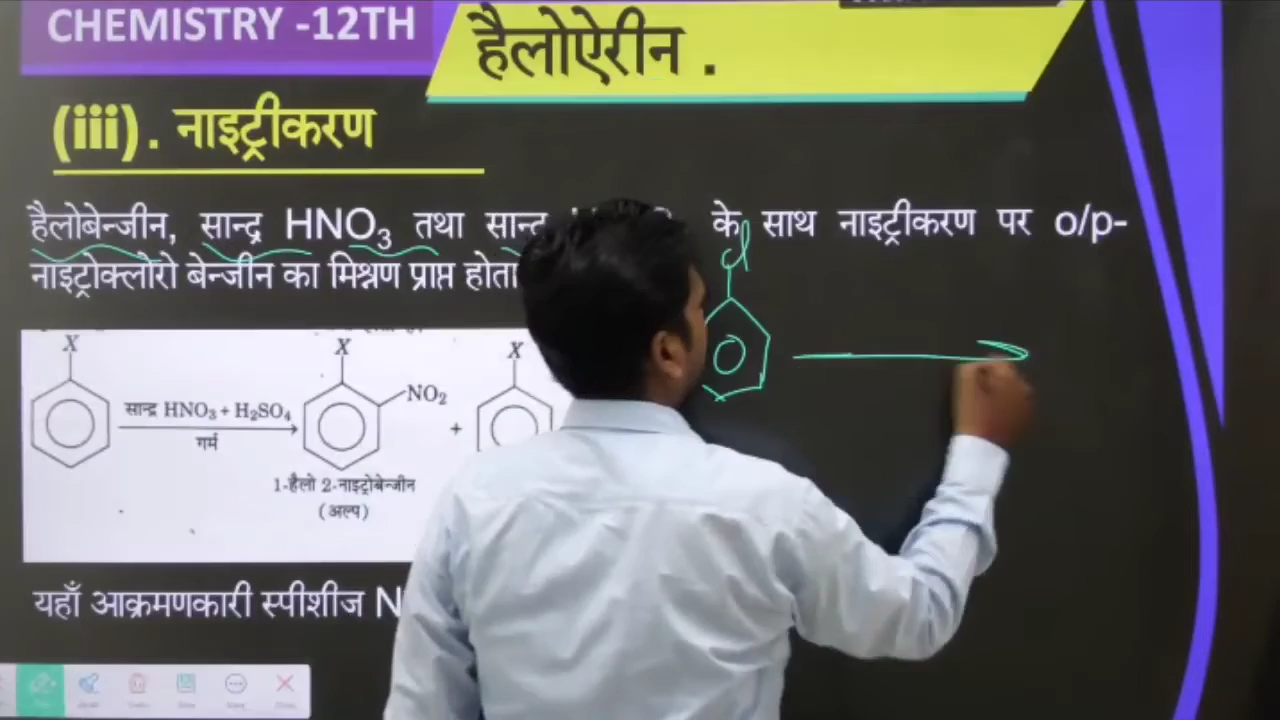 CHEMISTRY -12TH
हैलोऐरीन .
(iii). नाइट्रीकरण
हैलोबेन्जीन, सान्द्र HNO₃ तथा सान्द्र के साथ नाइट्रीकरण पर o/p-
नाइट्रोक्लोरो बेन्जीन का मिश्रण प्राप्त होता
Cl
X
X
X
सान्द्र HNO₃ + H₂SO₄
गर्म
NO₂
+
1-हैलो 2-नाइट्रोबेन्जीन
(अल्प)
यहाँ आक्रमणकारी स्पीशीज N